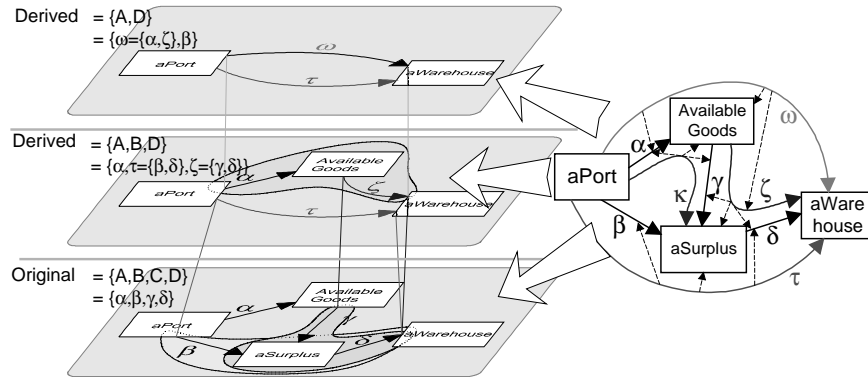 Derived = {A,D}
= {ω={α,ζ},β}
aPort
ω
τ
aWarehouse
Derived = {A,B,D}
= {α,τ={β,δ},ζ={γ,δ}}
aPort
α
Available
Goods
ζ
τ
aWarehouse
Original = {A,B,C,D}
= {α,β,γ,δ}
aPort
α
Available
Goods
γ
β
aSurplus
δ
aWarehouse
Available
Goods
ω
α
aPort
κ
γ
ζ
aWare
house
β
aSurplus
δ
τ